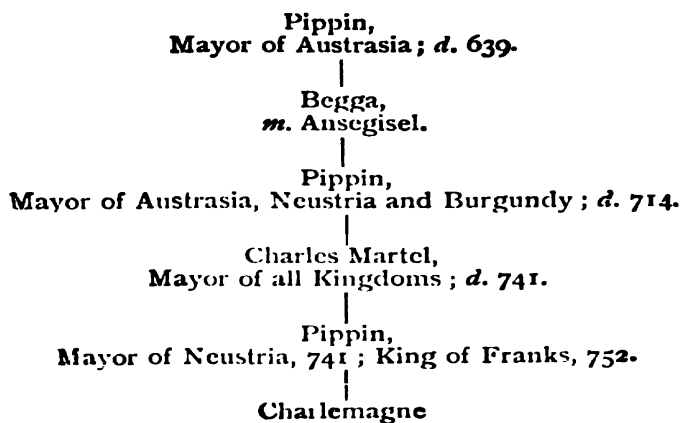 Pippin,
Mayor of Austrasia; d. 639.
Begga,
m. Ansegisel.
Pippin,
Mayor of Austrasia, Neustria and Burgundy; d. 714.
Charles Martel,
Mayor of all Kingdoms; d. 741.
Pippin,
Mayor of Neustria, 741; King of Franks, 752.
Charlemagne